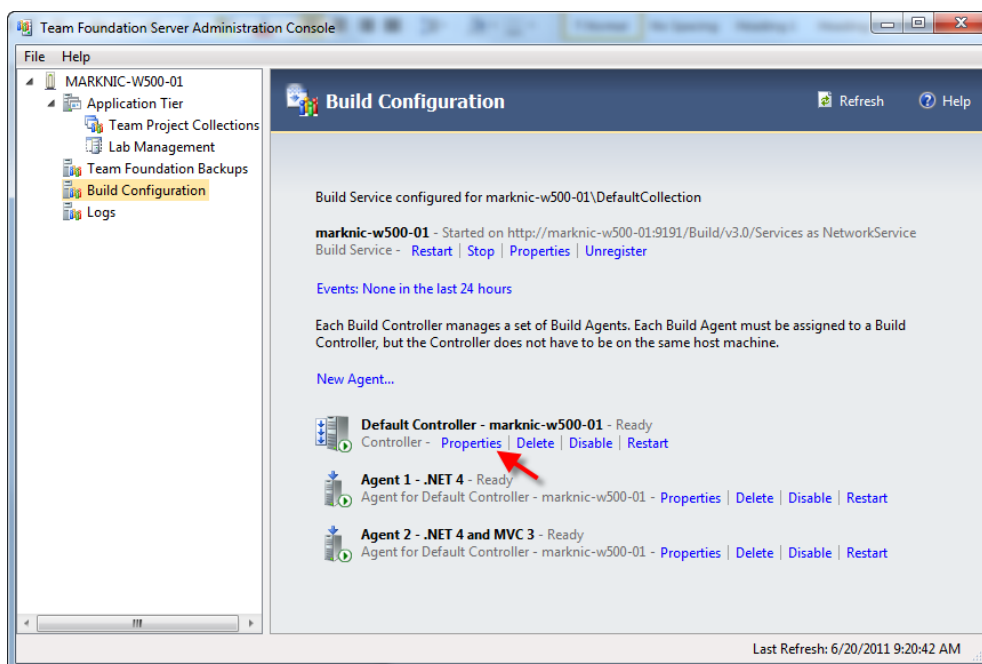 Team Foundation Server Administration Console
File Help
MARKNIC-W500-01
Application Tier
Team Project Collections
Lab Management
Team Foundation Backups
Build Configuration
Logs
Build Configuration
Refresh
Help
Build Service configured for marknic-w500-01\DefaultCollection
marknic-w500-01 - Started on http://marknic-w500-01:9191/Build/v3.0/Services as NetworkService
Build Service - Restart | Stop | Properties | Unregister
Events: None in the last 24 hours
Each Build Controller manages a set of Build Agents. Each Build Agent must be assigned to a Build
Controller, but the Controller does not have to be on the same host machine.
New Agent...
Default Controller - marknic-w500-01 - Ready
Controller - Properties | Delete | Disable | Restart
Agent 1 - .NET 4 - Ready
Agent for Default Controller - marknic-w500-01 - Properties | Delete | Disable | Restart
Agent 2 - .NET 4 and MVC 3 - Ready
Agent for Default Controller - marknic-w500-01 - Properties | Delete | Disable | Restart
Last Refresh: 6/20/2011 9:20:42 AM